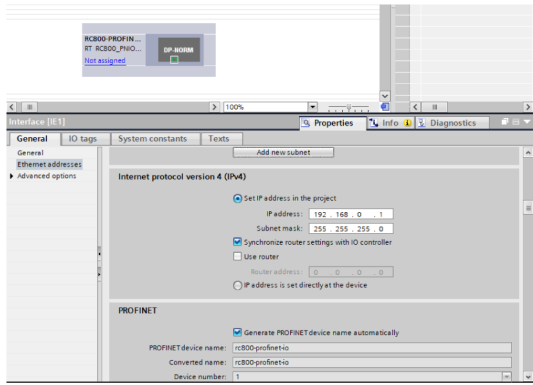 RC800-PROFIN...
RT RC800_PNIO...
DP-NORM
Not assigned
100%
Interface [IE1]
Properties
Info
Diagnostics
General
IO tags
System constants
Texts
General
Ethernet addresses
Advanced options
Add new subnet
Internet protocol version 4 (IPv4)
Set IP address in the project
IP address: 192 . 168 . 0 . 1
Subnet mask: 255 . 255 . 255 . 0
Synchronize router settings with IO controller
Use router
Router address: 0 . 0 . 0 . 0
IP address is set directly at the device
PROFINET
Generate PROFINET device name automatically
PROFINET device name: rc800-profinet-io
Converted name: rc800-profinet-io
Device number: 1